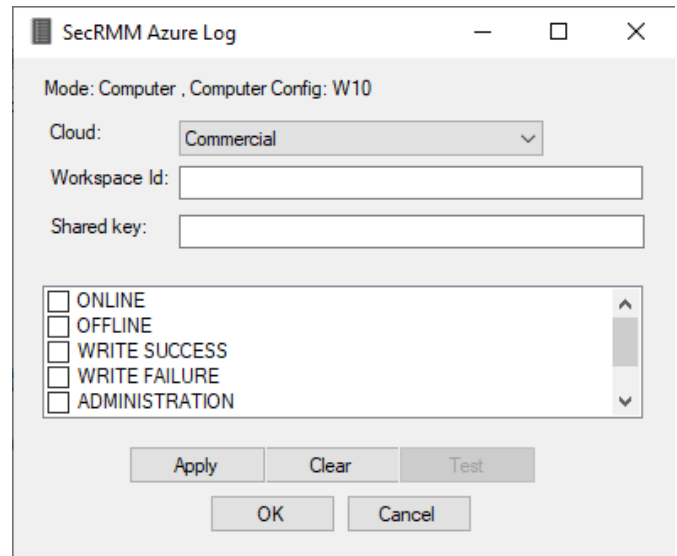 SecRMM Azure Log
Mode: Computer , Computer Config: W10
Cloud: Commercial
Workspace Id:
Shared key:
ONLINE
OFFLINE
WRITE SUCCESS
WRITE FAILURE
ADMINISTRATION
Apply Clear Test
OK Cancel